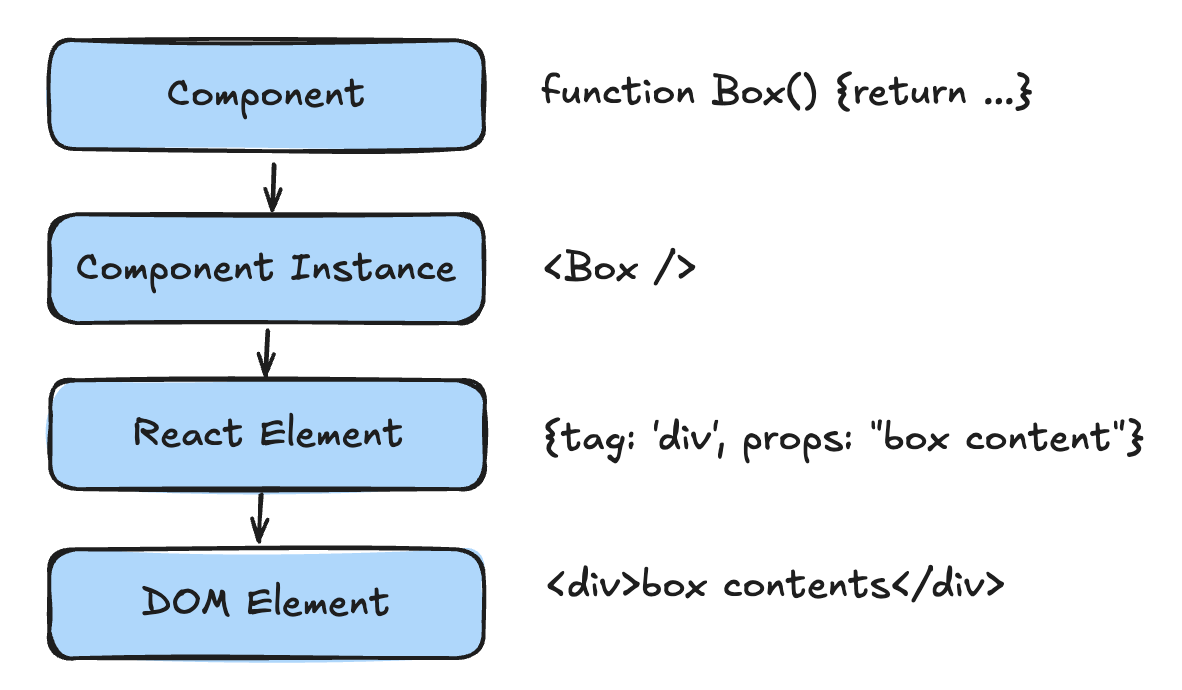 Component
function Box() {return ...}
Component Instance
<Box />
React Element
{tag: 'div', props: "box content"}
DOM Element
<div>box contents</div>